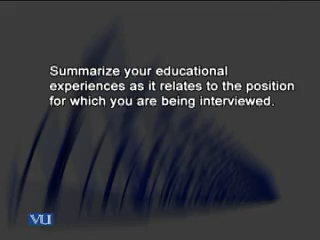 Summarize your educational
experiences as it relates to the position
for which you are being interviewed.
VU